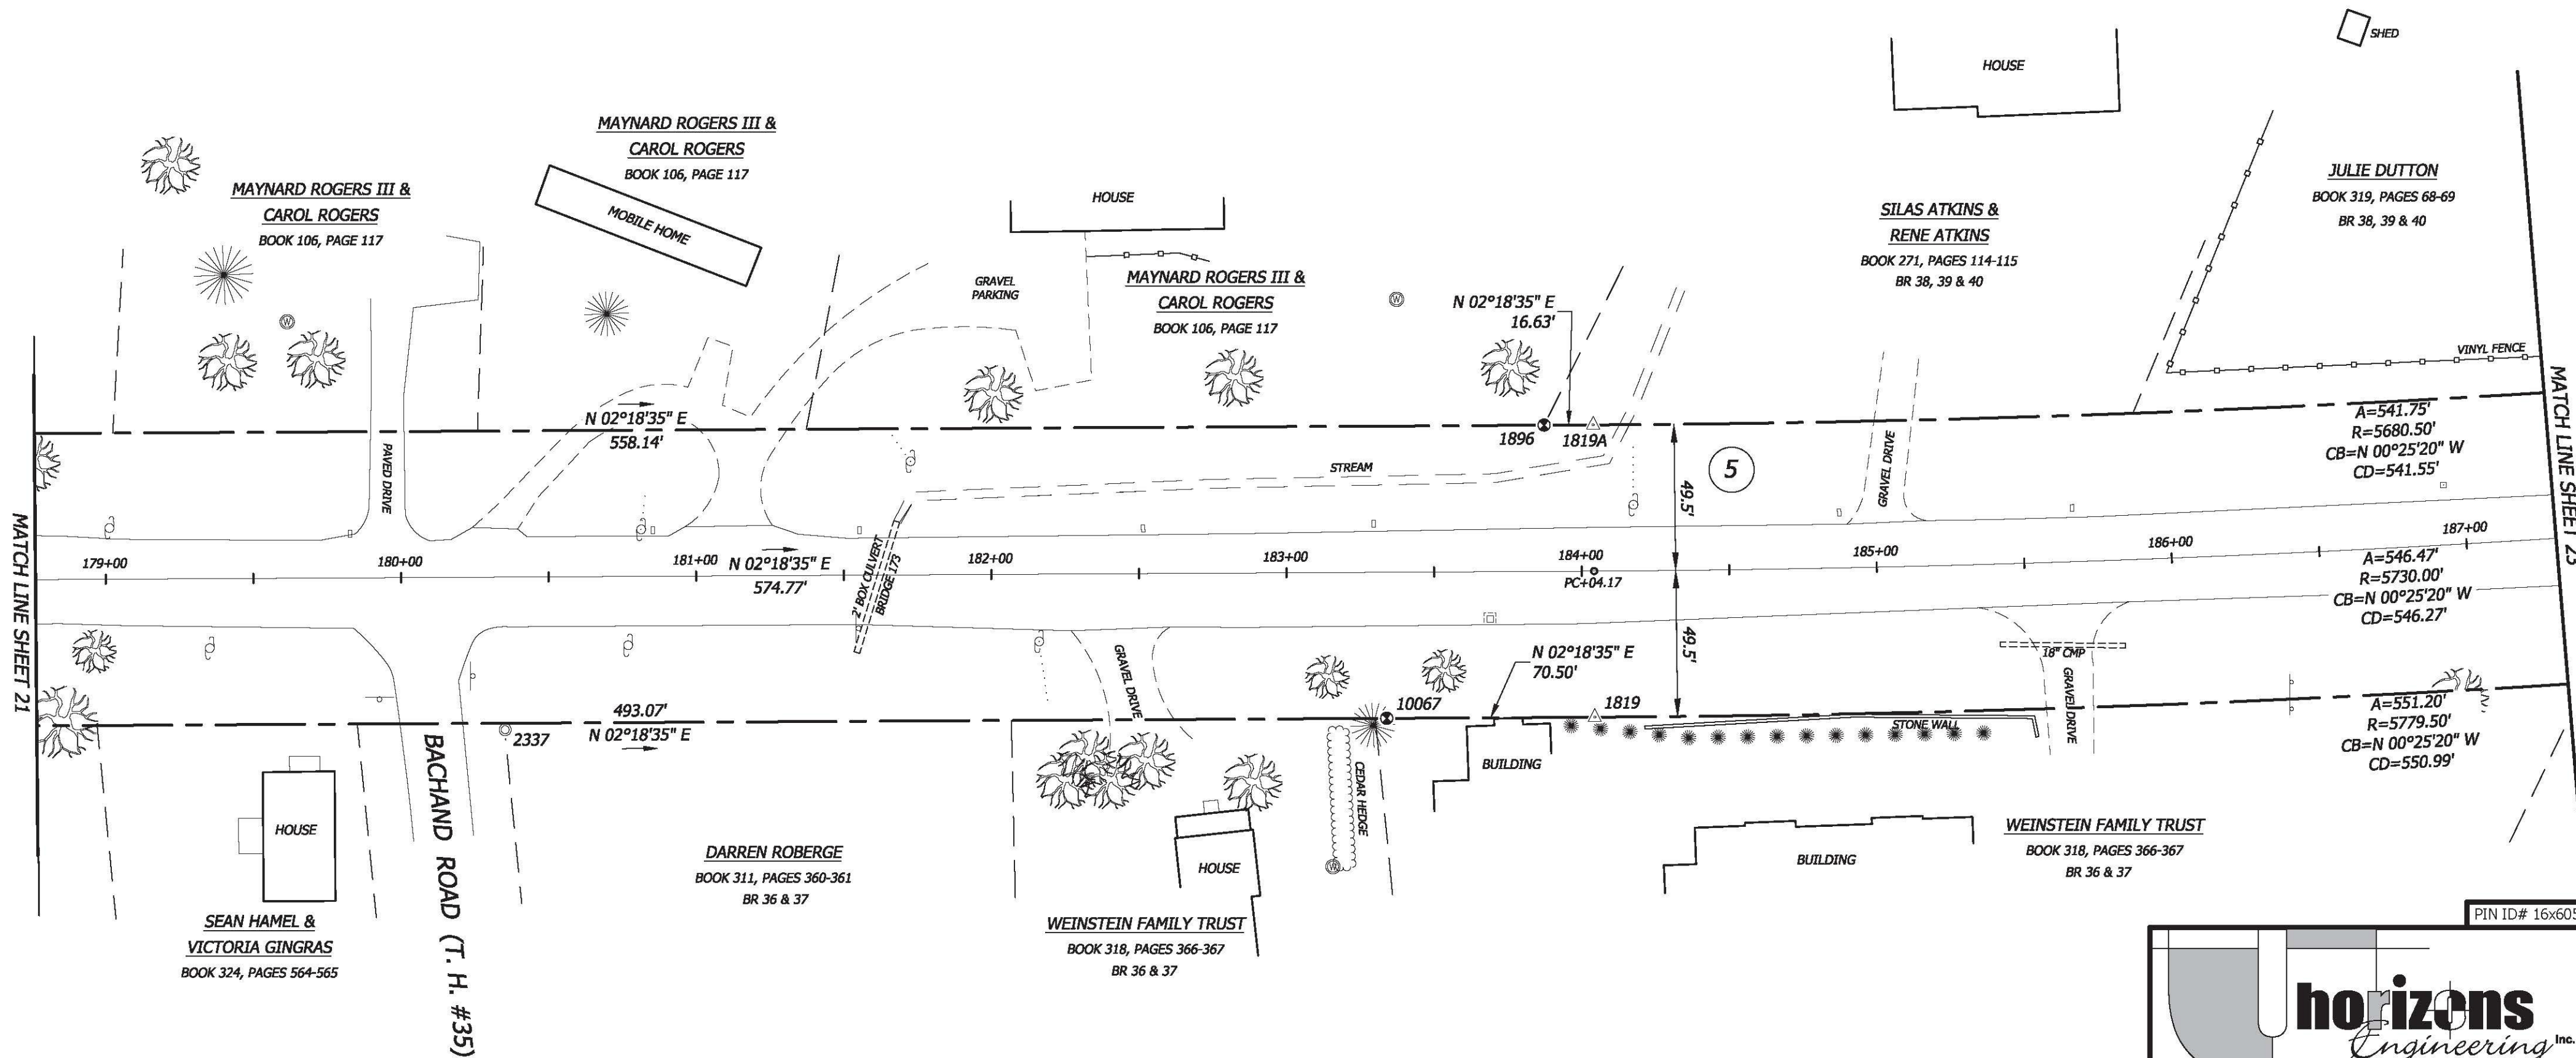 SHED
HOUSE
MAYNARD ROGERS III &
CAROL ROGERS
BOOK 106, PAGE 117
MOBILE HOME
MAYNARD ROGERS III &
CAROL ROGERS
BOOK 106, PAGE 117
HOUSE
JULIE DUTTON
BOOK 319, PAGES 68-69
BR 38, 39 & 40
SILAS ATKINS &
RENE ATKINS
BOOK 271, PAGES 114-115
BR 38, 39 & 40
GRAVEL
PARKING
MAYNARD ROGERS III &
CAROL ROGERS
BOOK 106, PAGE 117
W
W
N 02°18'35" E
16.63'
VINYL FENCE
N 02°18'35" E
558.14'
1896
1819A
A=541.75'
R=5680.50'
CB=N 00°25'20" W
CD=541.55'
PAVED DRIVE
STREAM
5
GRAVEL DRIVE
49.5'
MATCH LINE SHEET 21
MATCH LINE SHEET 23
179+00
180+00
181+00
N 02°18'35" E
574.77'
2' BOX CULVERT
BRIDGE 173
182+00
183+00
184+00
PC+04.17
185+00
186+00
187+00
A=546.47'
R=5730.00'
CB=N 00°25'20" W
CD=546.27'
49.5'
GRAVEL DRIVE
N 02°18'35" E
70.50'
18" CMP
GRAVEL DRIVE
493.07'
N 02°18'35" E
2337
10067
1819
STONE WALL
A=551.20'
R=5779.50'
CB=N 00°25'20" W
CD=550.99'
BACHAND ROAD (T. H. #35)
HOUSE
CEDAR HEDGE
W
BUILDING
HOUSE
BUILDING
DARREN ROBERGE
BOOK 311, PAGES 360-361
BR 36 & 37
WEINSTEIN FAMILY TRUST
BOOK 318, PAGES 366-367
BR 36 & 37
SEAN HAMEL &
VICTORIA GINGRAS
BOOK 324, PAGES 564-565
WEINSTEIN FAMILY TRUST
BOOK 318, PAGES 366-367
BR 36 & 37
PIN ID# 16x605
horizons
Engineering Inc.